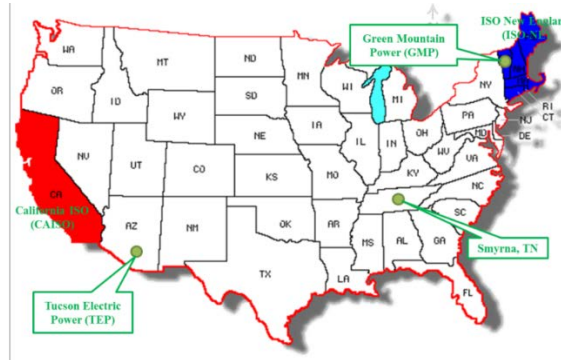 ISO New England
(ISO-NE)
Green Mountain
Power (GMP)
WA
MT
ND
MN
OR
ID
SD
WI
MI
NY
WY
RI
CT
NE
IA
PA
NJ
MD
DE
NV
UT
CO
IL
IN
OH
WV
VA
CA
KS
MO
KY
NC
California ISO
(CAISO)
AZ
NM
OK
AR
SC
Smyrna, TN
MS
AL
GA
TX
LA
FL
Tucson Electric
Power (TEP)